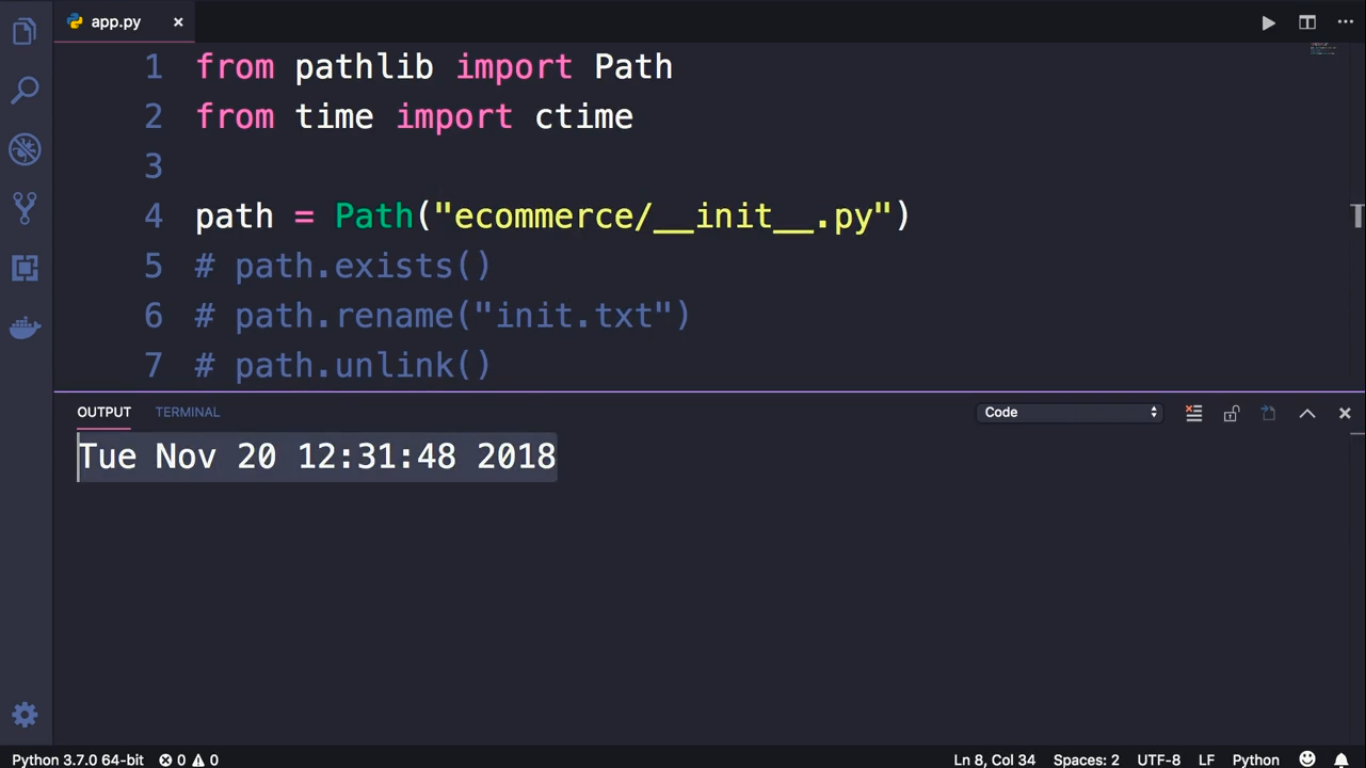 app.py
1 from pathlib import Path
2 from time import ctime
3
4 path = Path("ecommerce/__init__.py")
5 # path.exists()
6 # path.rename("init.txt")
7 # path.unlink()
OUTPUT TERMINAL Code
Tue Nov 20 12:31:48 2018
Python 3.7.0 64-bit 0 0 Ln 8, Col 34 Spaces: 2 UTF-8 LF Python